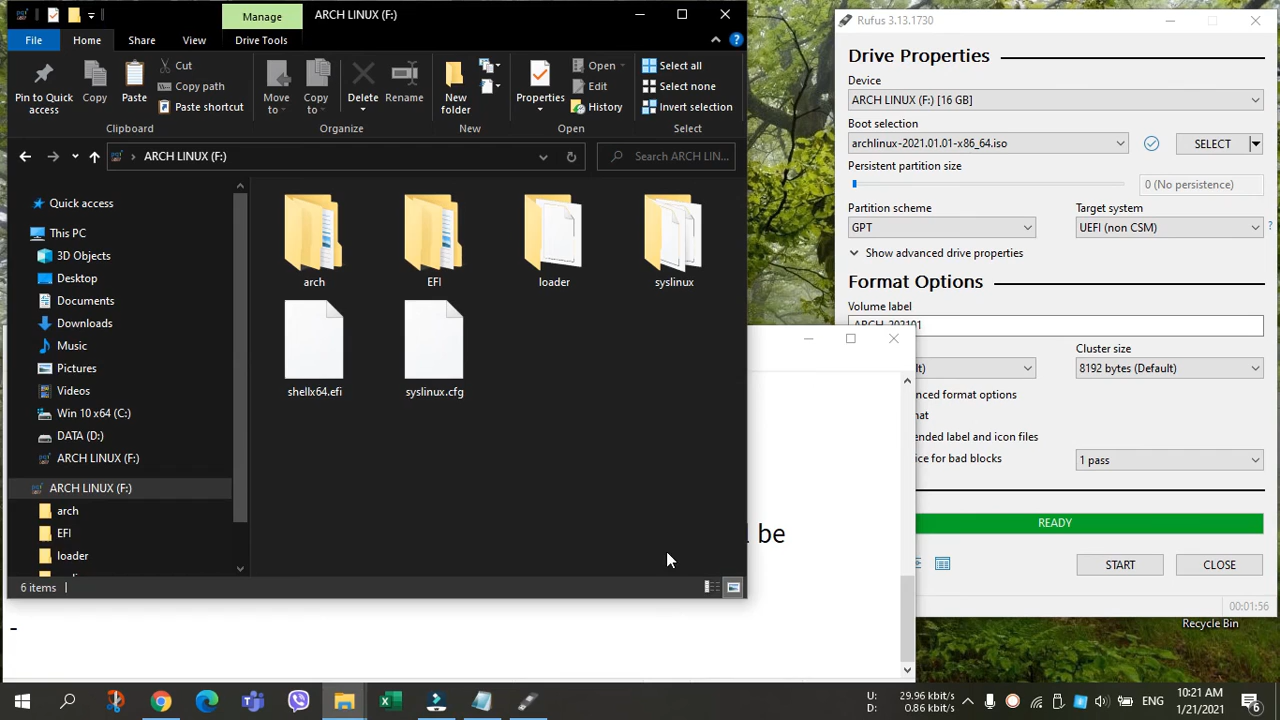 Manage
ARCH LINUX (F:)
File
Home
Share
View
Drive Tools
Pin to Quick access
Copy
Paste
Cut
Copy path
Paste shortcut
Clipboard
Move to
Copy to
Delete
Rename
Organize
New folder
New
Properties
Open
Edit
History
Open
Select all
Select none
Invert selection
Select
ARCH LINUX (F:)
Search ARCH LIN...
Quick access
This PC
3D Objects
Desktop
Documents
Downloads
Music
Pictures
Videos
Win 10 x64 (C:)
DATA (D:)
ARCH LINUX (F:)
ARCH LINUX (F:)
arch
EFI
loader
arch
EFI
loader
syslinux
shellx64.efi
syslinux.cfg
6 items
be
-
Rufus 3.13.1730
Drive Properties
Device
ARCH LINUX (F:) [16 GB]
Boot selection
archlinux-2021.01.01-x86_64.iso
SELECT
Persistent partition size
0 (No persistence)
Partition scheme
Target system
GPT
UEFI (non CSM)
?
Show advanced drive properties
Format Options
Volume label
ARCH_202101
Cluster size
8192 bytes (Default)
1 pass
READY
START
CLOSE
00:01:56
Recycle Bin
U: 29.96 kbit/s
D: 0.86 kbit/s
ENG
10:21 AM
1/21/2021
6